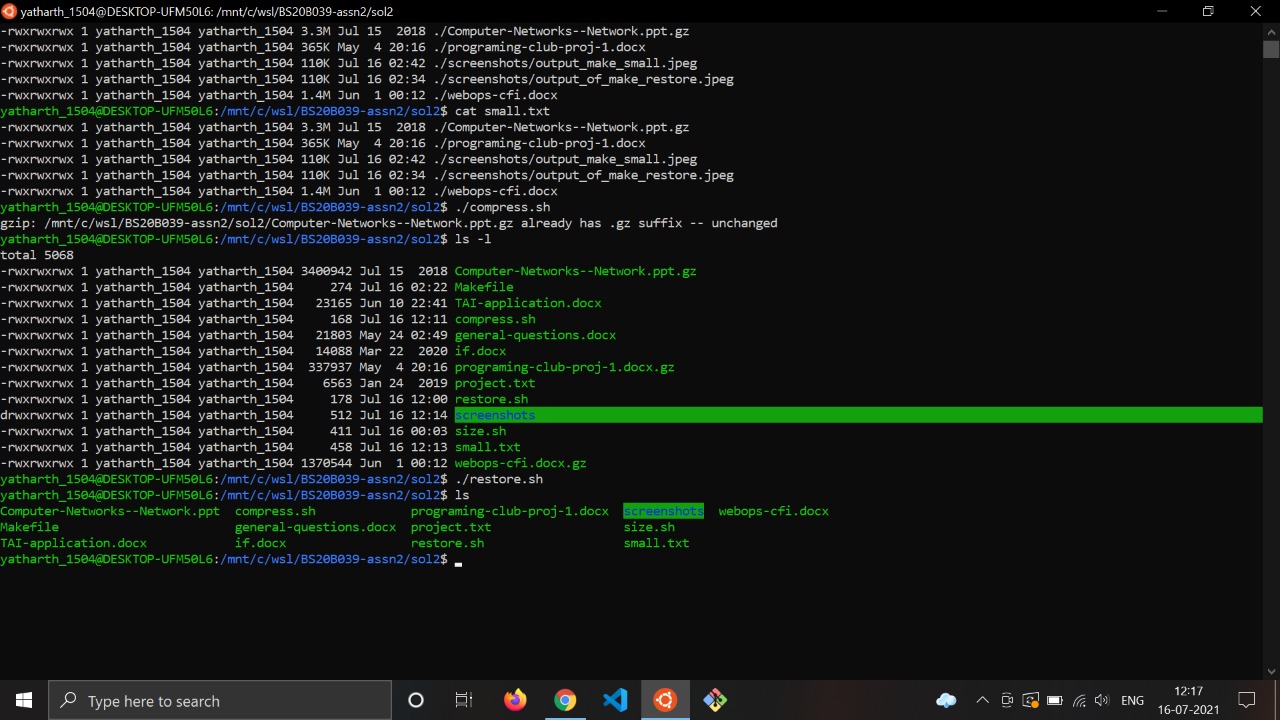 yatharth_1504@DESKTOP-UFM50L6: /mnt/c/wsl/BS20B039-assn2/sol2
-rwxrwxrwx 1 yatharth_1504 yatharth_1504 3.3M Jul 15  2018 ./Computer-Networks--Network.ppt.gz
-rwxrwxrwx 1 yatharth_1504 yatharth_1504 365K May  4 20:16 ./programing-club-proj-1.docx
-rwxrwxrwx 1 yatharth_1504 yatharth_1504 110K Jul 16 02:42 ./screenshots/output_make_small.jpeg
-rwxrwxrwx 1 yatharth_1504 yatharth_1504 110K Jul 16 02:34 ./screenshots/output_of_make_restore.jpeg
-rwxrwxrwx 1 yatharth_1504 yatharth_1504 1.4M Jun  1 00:12 ./webops-cfi.docx
yatharth_1504@DESKTOP-UFM50L6:/mnt/c/wsl/BS20B039-assn2/sol2$ cat small.txt
-rwxrwxrwx 1 yatharth_1504 yatharth_1504 3.3M Jul 15  2018 ./Computer-Networks--Network.ppt.gz
-rwxrwxrwx 1 yatharth_1504 yatharth_1504 365K May  4 20:16 ./programing-club-proj-1.docx
-rwxrwxrwx 1 yatharth_1504 yatharth_1504 110K Jul 16 02:42 ./screenshots/output_make_small.jpeg
-rwxrwxrwx 1 yatharth_1504 yatharth_1504 110K Jul 16 02:34 ./screenshots/output_of_make_restore.jpeg
-rwxrwxrwx 1 yatharth_1504 yatharth_1504 1.4M Jun  1 00:12 ./webops-cfi.docx
yatharth_1504@DESKTOP-UFM50L6:/mnt/c/wsl/BS20B039-assn2/sol2$ ./compress.sh
gzip: /mnt/c/wsl/BS20B039-assn2/sol2/Computer-Networks--Network.ppt.gz already has .gz suffix -- unchanged
yatharth_1504@DESKTOP-UFM50L6:/mnt/c/wsl/BS20B039-assn2/sol2$ ls -l
total 5068
-rwxrwxrwx 1 yatharth_1504 yatharth_1504 3400942 Jul 15  2018 Computer-Networks--Network.ppt.gz
-rwxrwxrwx 1 yatharth_1504 yatharth_1504     274 Jul 16 02:22 Makefile
-rwxrwxrwx 1 yatharth_1504 yatharth_1504   23165 Jun 10 22:41 TAI-application.docx
-rwxrwxrwx 1 yatharth_1504 yatharth_1504     168 Jul 16 12:11 compress.sh
-rwxrwxrwx 1 yatharth_1504 yatharth_1504   21803 May 24 02:49 general-questions.docx
-rwxrwxrwx 1 yatharth_1504 yatharth_1504   14088 Mar 22  2020 if.docx
-rwxrwxrwx 1 yatharth_1504 yatharth_1504  337937 May  4 20:16 programing-club-proj-1.docx.gz
-rwxrwxrwx 1 yatharth_1504 yatharth_1504    6563 Jan 24  2019 project.txt
-rwxrwxrwx 1 yatharth_1504 yatharth_1504     178 Jul 16 12:00 restore.sh
drwxrwxrwx 1 yatharth_1504 yatharth_1504     512 Jul 16 12:14 screenshots
-rwxrwxrwx 1 yatharth_1504 yatharth_1504     411 Jul 16 00:03 size.sh
-rwxrwxrwx 1 yatharth_1504 yatharth_1504     458 Jul 16 12:13 small.txt
-rwxrwxrwx 1 yatharth_1504 yatharth_1504 1370544 Jun  1 00:12 webops-cfi.docx.gz
yatharth_1504@DESKTOP-UFM50L6:/mnt/c/wsl/BS20B039-assn2/sol2$ ./restore.sh
yatharth_1504@DESKTOP-UFM50L6:/mnt/c/wsl/BS20B039-assn2/sol2$ ls
Computer-Networks--Network.ppt  compress.sh            programing-club-proj-1.docx  screenshots  webops-cfi.docx
Makefile                        general-questions.docx  project.txt                  size.sh
TAI-application.docx            if.docx                restore.sh                   small.txt
yatharth_1504@DESKTOP-UFM50L6:/mnt/c/wsl/BS20B039-assn2/sol2$
Type here to search
ENG
12:17
16-07-2021